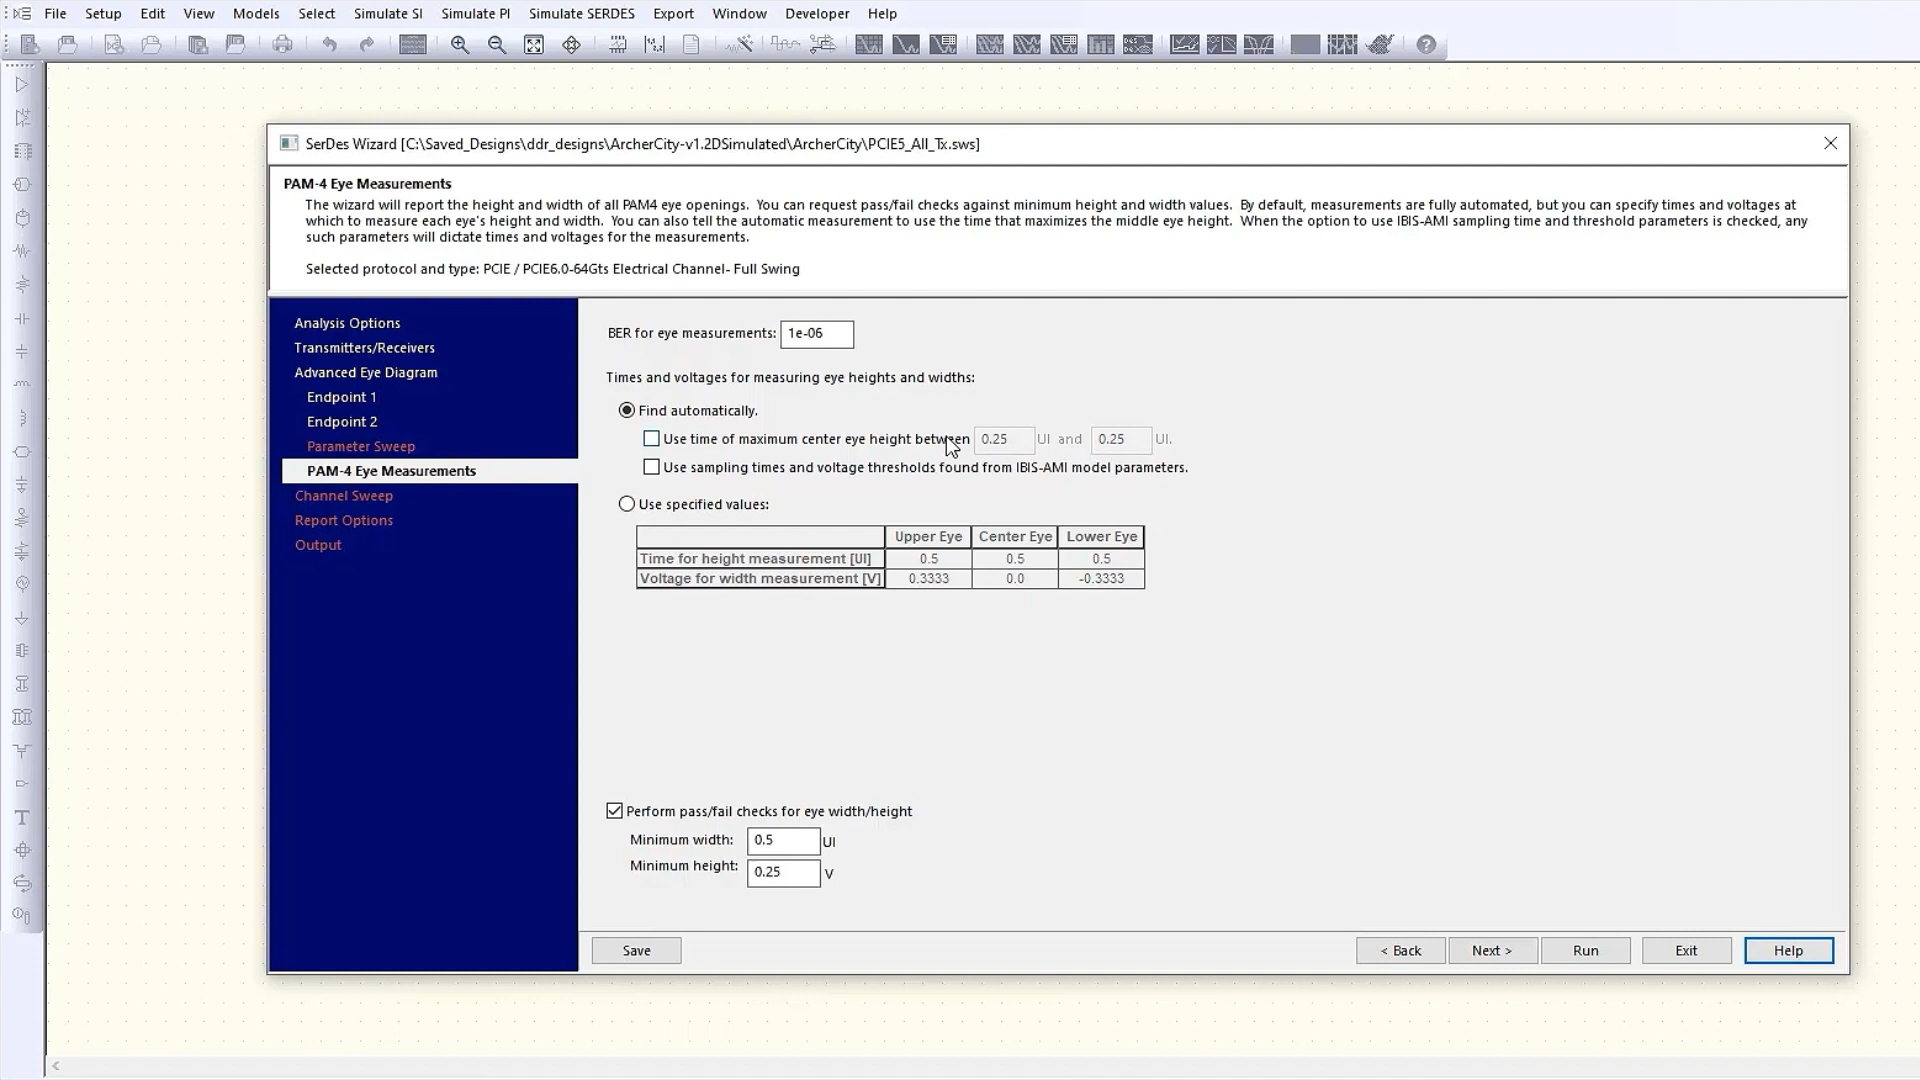 File Setup Edit View Models Select Simulate SI Simulate PI Simulate SERDES Export Window Developer Help
SerDes Wizard [C:\Saved_Designs\ddr_designs\ArcherCity-v1.2DSimulated\ArcherCity\PCIE5_All_Tx.sws]
PAM-4 Eye Measurements
The wizard will report the height and width of all PAM4 eye openings. You can request pass/fail checks against minimum height and width values. By default, measurements are fully automated, but you can specify times and voltages at
which to measure each eye's height and width. You can also tell the automatic measurement to use the time that maximizes the middle eye height. When the option to use IBIS-AMI sampling time and threshold parameters is checked, any
such parameters will dictate times and voltages for the measurements.
Selected protocol and type: PCIE / PCIE6.0-64Gts Electrical Channel- Full Swing
Analysis Options
Transmitters/Receivers
Advanced Eye Diagram
Endpoint 1
Endpoint 2
Parameter Sweep
PAM-4 Eye Measurements
Channel Sweep
Report Options
Output
BER for eye measurements: 1e-06
Times and voltages for measuring eye heights and widths:
Find automatically.
Use time of maximum center eye height between 0.25 UI and 0.25 UI.
Use sampling times and voltage thresholds found from IBIS-AMI model parameters.
Use specified values:
Upper Eye Center Eye Lower Eye
Time for height measurement [UI] 0.5 0.5 0.5
Voltage for width measurement [V] 0.3333 0.0 -0.3333
Perform pass/fail checks for eye width/height
Minimum width: 0.5 UI
Minimum height: 0.25 V
Save < Back Next > Run Exit Help